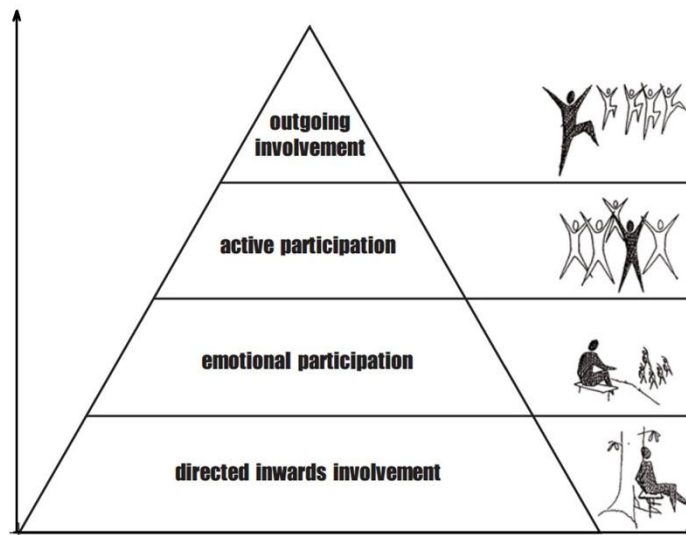 outgoing
involvement
active participation
emotional participation
directed inwards involvement